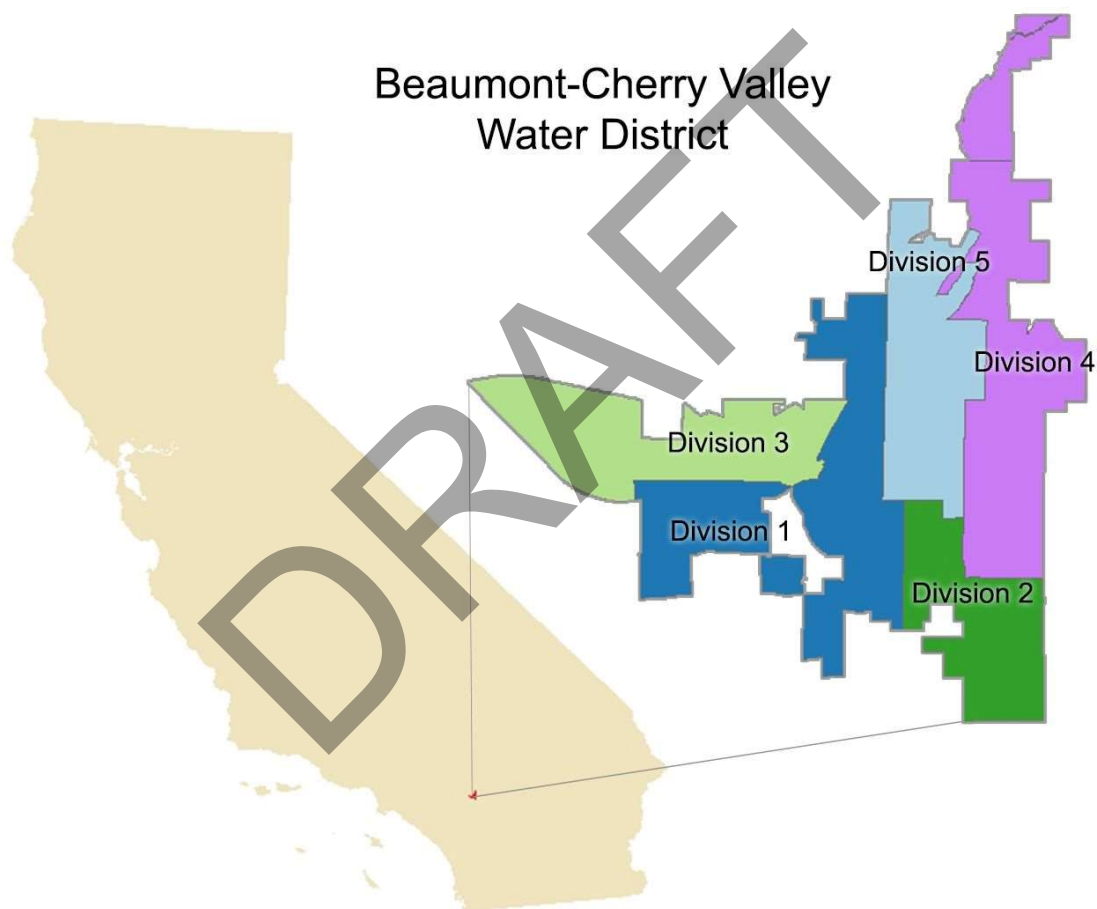 Beaumont-Cherry Valley
Water District
Division 5
Division 4
Division 3
Division 1
Division 2
DRAFT